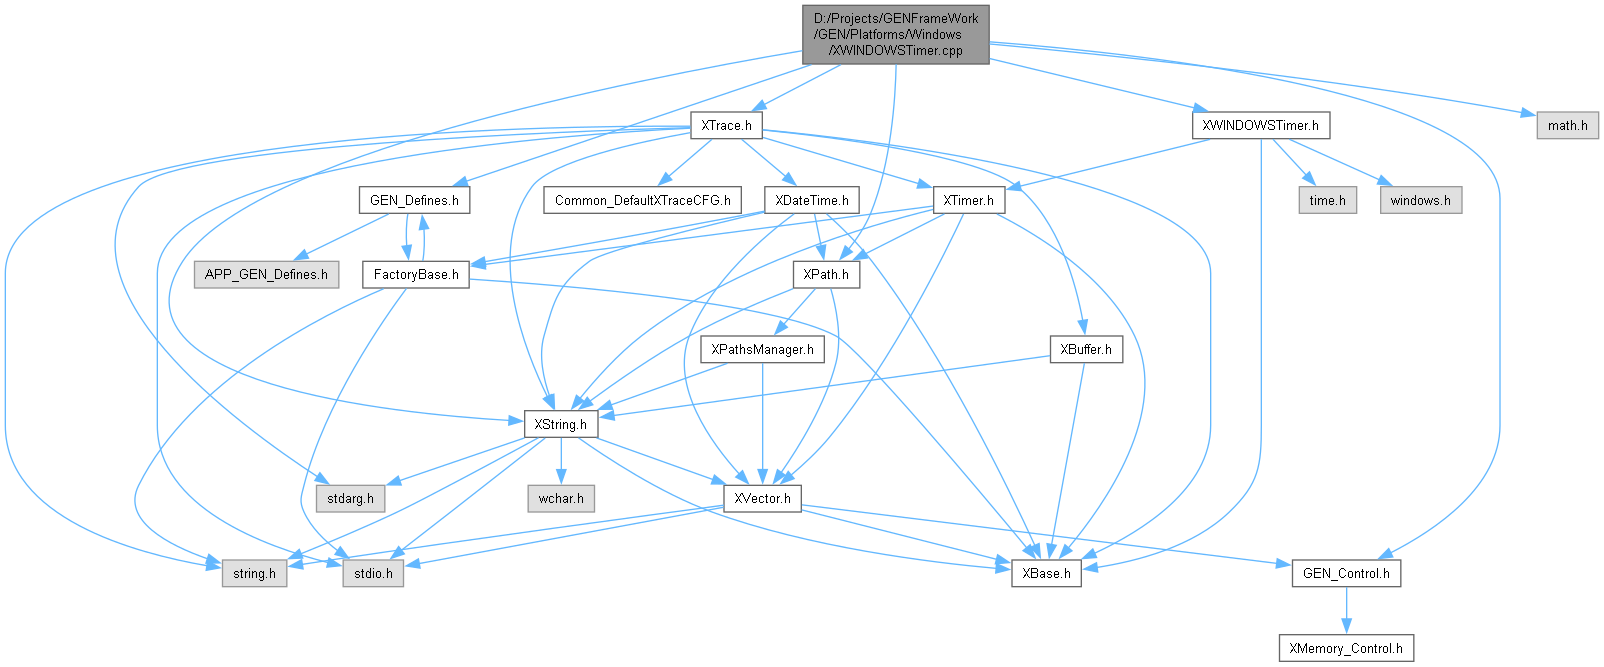 D:/Projects/GENFrameWork
/GEN/Platforms/Windows
/XWINDOWSTimer.cpp
XTrace.h
XWINDOWSTimer.h
math.h
GEN_Defines.h
Common_DefaultXTraceCFG.h
XDateTime.h
XTimer.h
time.h
windows.h
APP_GEN_Defines.h
FactoryBase.h
XPath.h
XPathsManager.h
XBuffer.h
XString.h
stdarg.h
wchar.h
XVector.h
string.h
stdio.h
XBase.h
GEN_Control.h
XMemory_Control.h